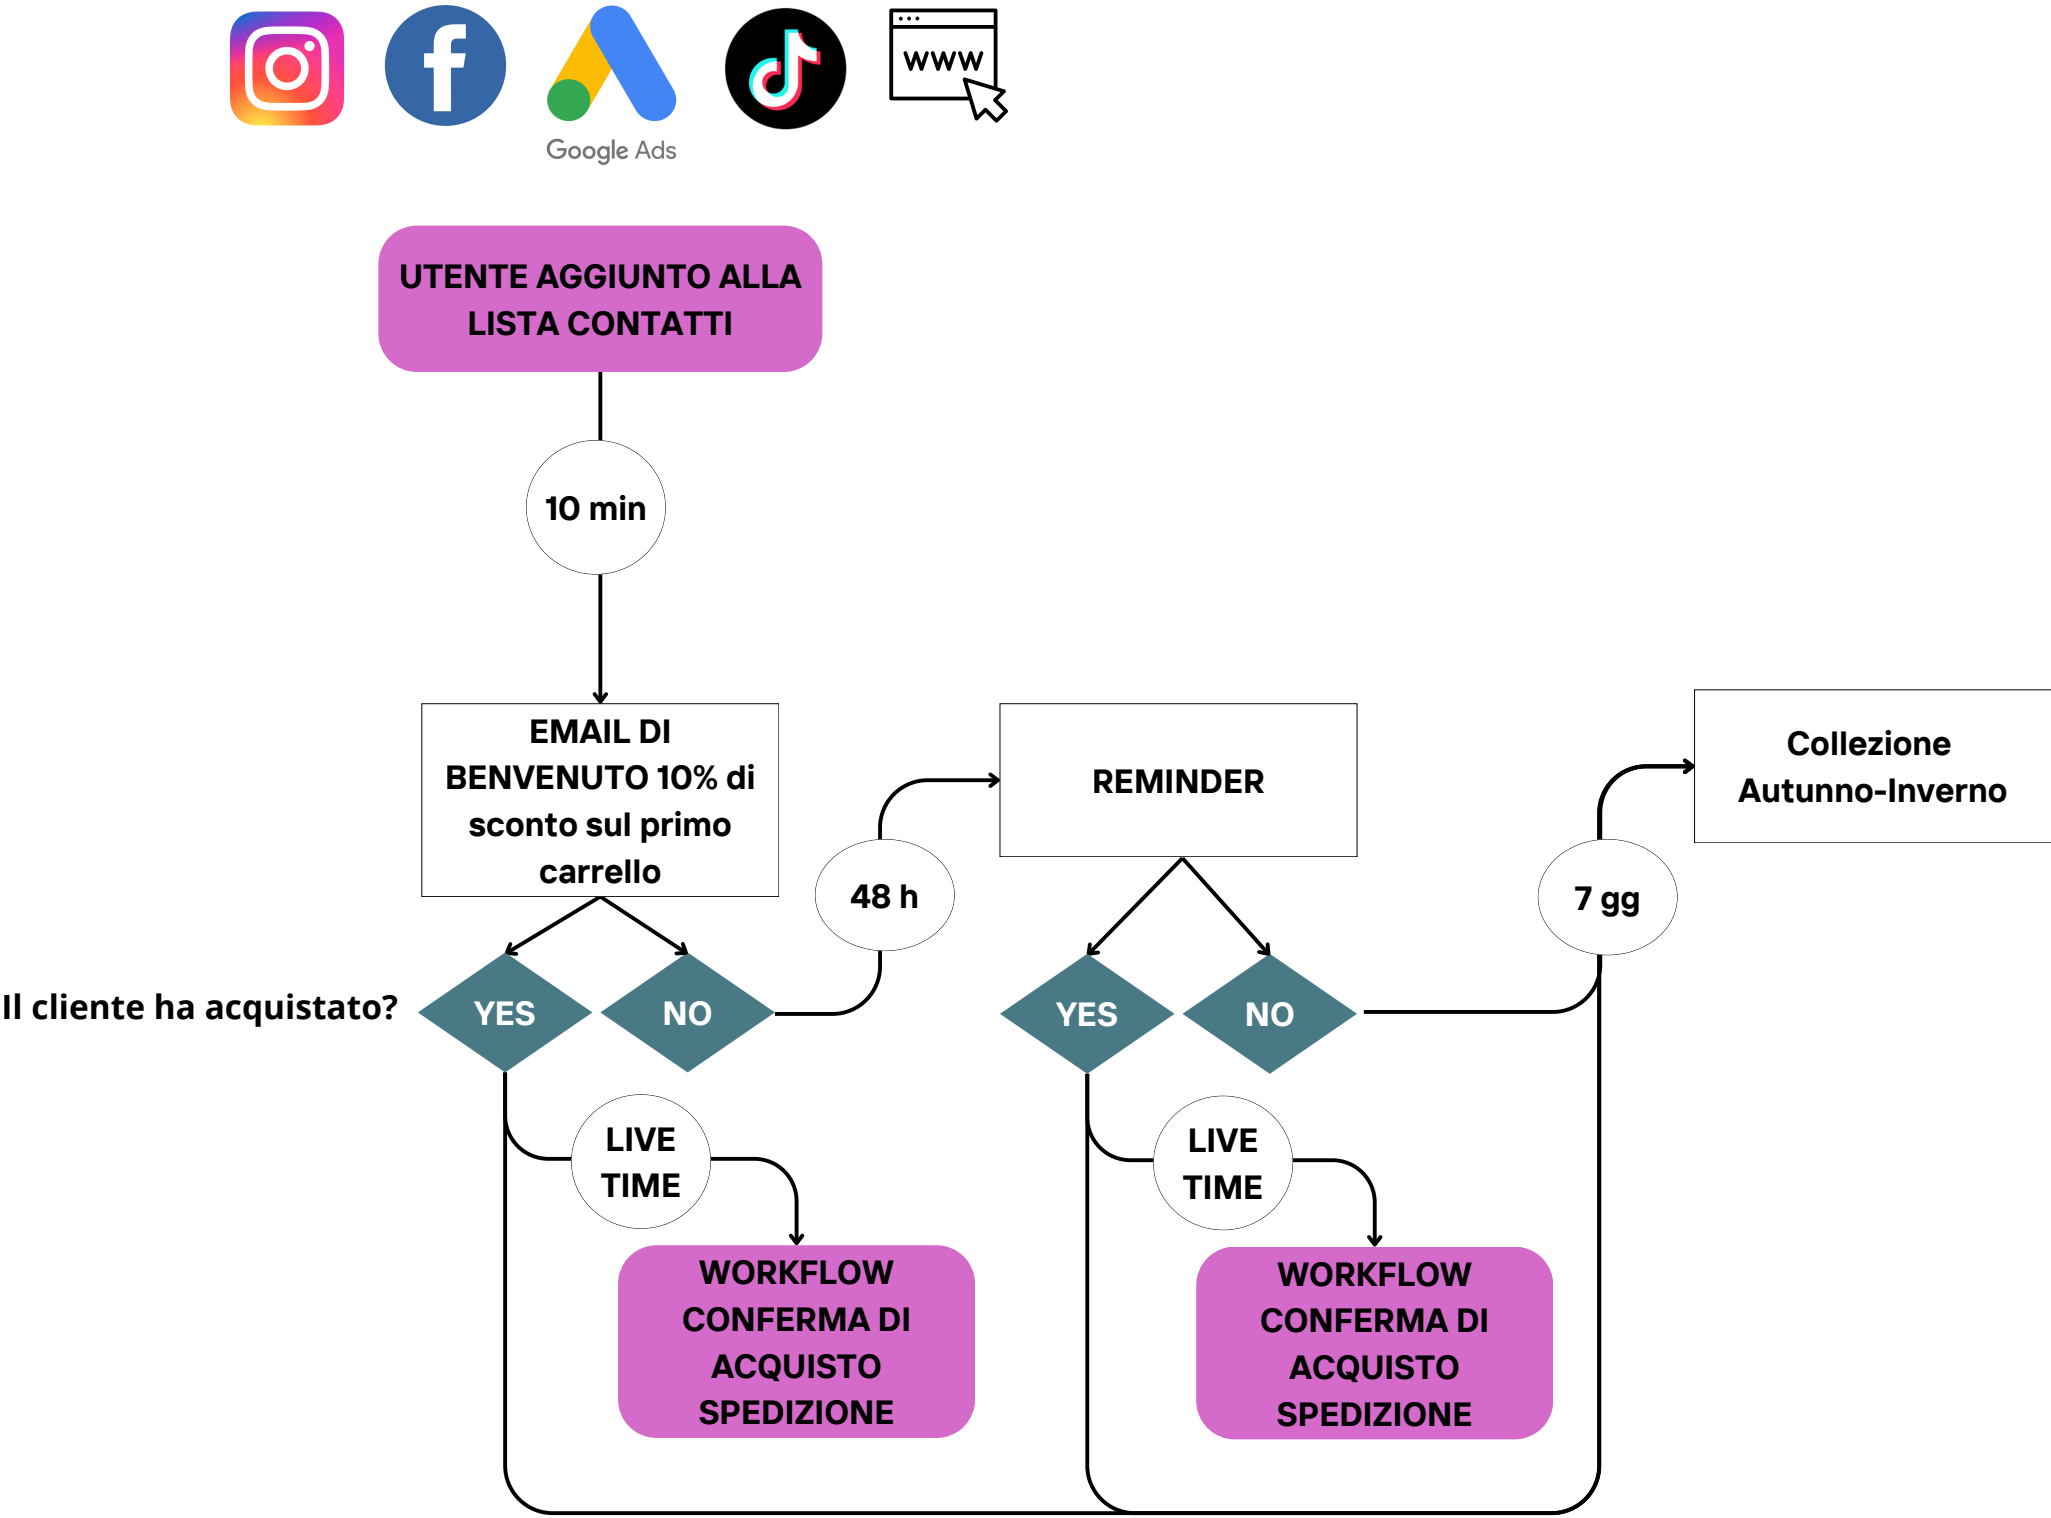 WWW
Google Ads
UTENTE AGGIUNTO ALLA
LISTA CONTATTI
10 min
EMAIL DI
BENVENUTO 10% di
sconto sul primo
carrello
48 h
REMINDER
7 gg
Collezione
Autunno-Inverno
Il cliente ha acquistato?
YES
NO
YES
NO
LIVE
TIME
LIVE
TIME
WORKFLOW
CONFERMA DI
ACQUISTO
SPEDIZIONE
WORKFLOW
CONFERMA DI
ACQUISTO
SPEDIZIONE